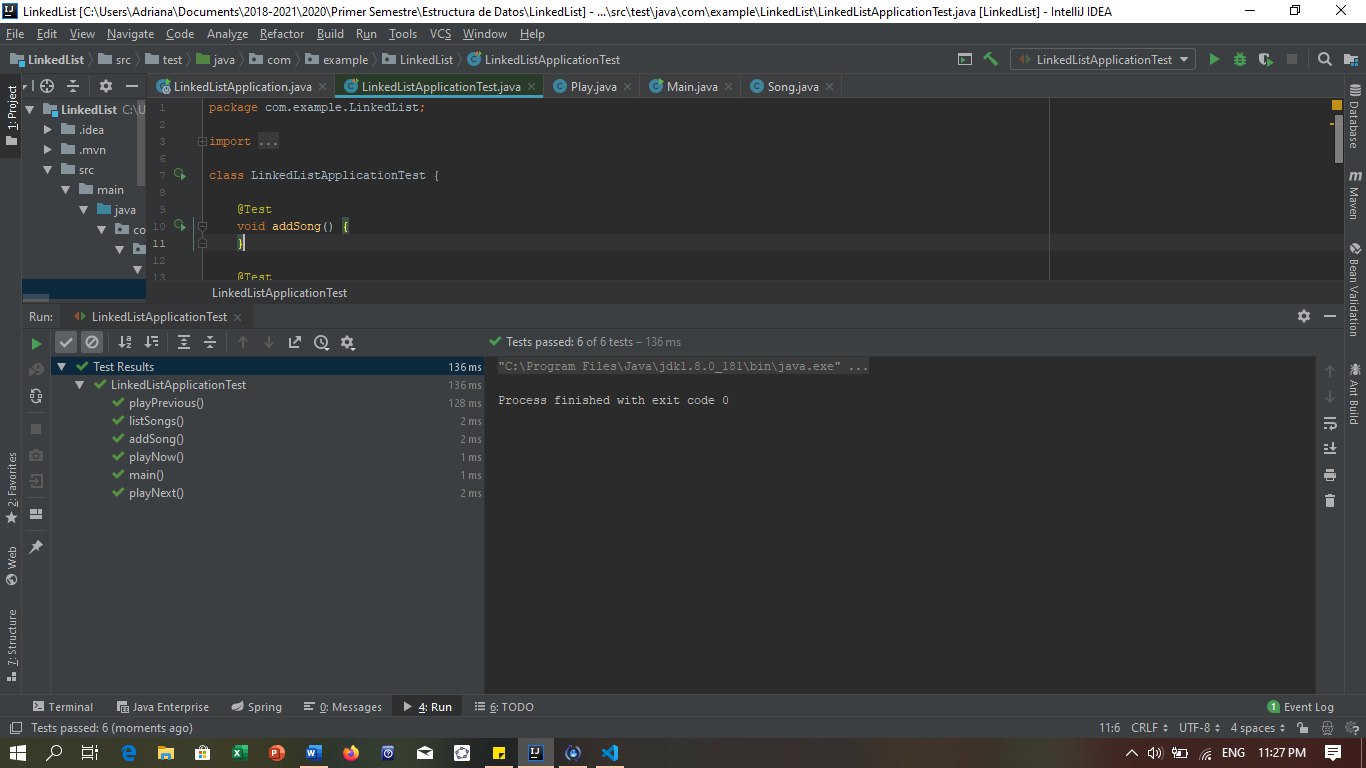 LinkedList [C:\Users\Adriana\Documents\2018-2021\2020\Primer Semestre\Estructura de Datos\LinkedList] - ...\src\test\java\com\example\LinkedList\LinkedListApplicationTest.java [LinkedList] - IntelliJ IDEA
File Edit View Navigate Code Analyze Refactor Build Run Tools VCS Window Help
LinkedList src test java com example LinkedList LinkedListApplicationTest LinkedListApplicationTest
LinkedListApplication.java LinkedListApplicationTest.java Play.java Main.java Song.java
1: Project
LinkedList C:\U
.idea
.mvn
src
main
java
co
1 package com.example.LinkedList;
2
3 import ...
6
7 class LinkedListApplicationTest {
8
9 @Test
10 void addSong() {
11 }
12
13 @Test
LinkedListApplicationTest
Database
Maven
Bean Validation
Ant Build
Run: LinkedListApplicationTest
Tests passed: 6 of 6 tests – 136 ms
Test Results 136 ms
LinkedListApplicationTest 136 ms
playPrevious() 128 ms
listSongs() 2 ms
addSong() 2 ms
playNow() 1 ms
main() 1 ms
playNext() 2 ms
"C:\Program Files\Java\jdk1.8.0_181\bin\java.exe" ...
Process finished with exit code 0
2: Favorites
Web
7: Structure
Terminal Java Enterprise Spring 0: Messages 4: Run 6: TODO 1 Event Log
Tests passed: 6 (moments ago) 11:6 CRLF UTF-8 4 spaces
ENG 11:27 PM